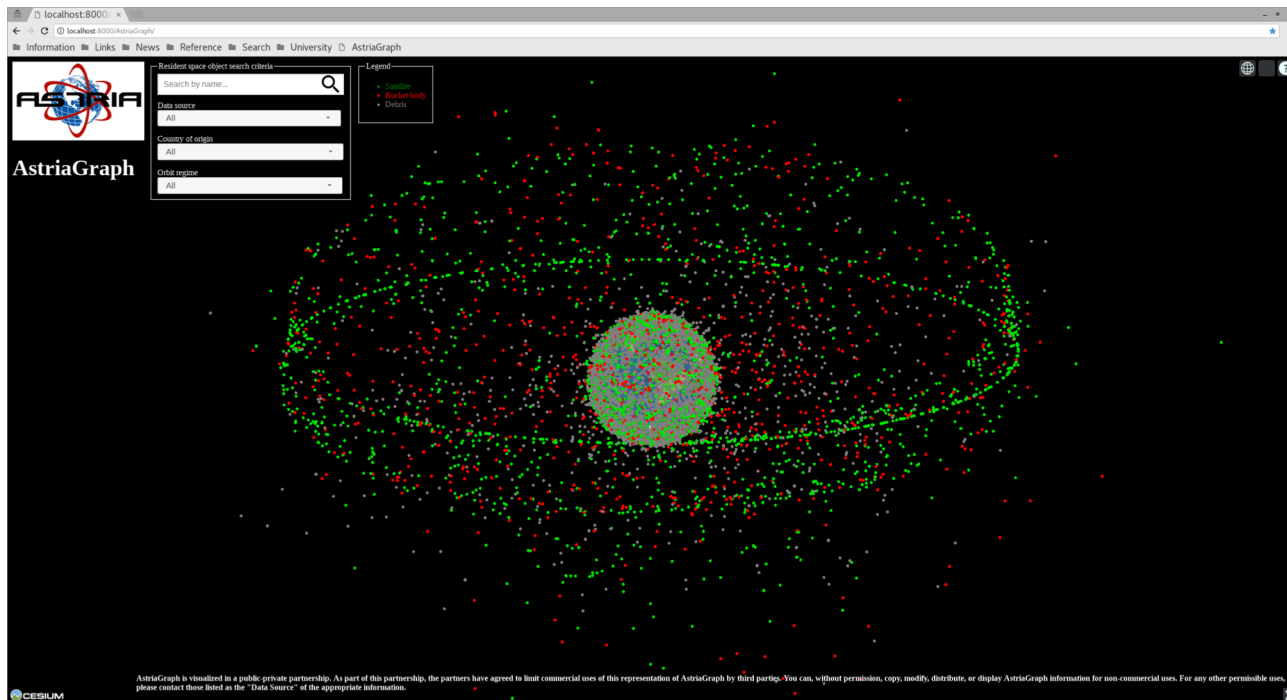 localhost:8000/
localhost:8000/AstriaGraph/
Information Links News Reference Search University AstriaGraph
ASTRIA
AstriaGraph
Resident space object search criteria
Search by name...
Data source
All
Country of origin
All
Orbit regime
All
Legend
Satellite
Rocket body
Debris
?
AstriaGraph is visualized in a public-private partnership. As part of this partnership, the partners have agreed to limit commercial uses of this representation of AstriaGraph by third parties. You can, without permission, copy, modify, distribute, or display AstriaGraph information for non-commercial uses. For any other permissible use,
please contact those listed as the "Data Source" of the appropriate information.
CESIUM